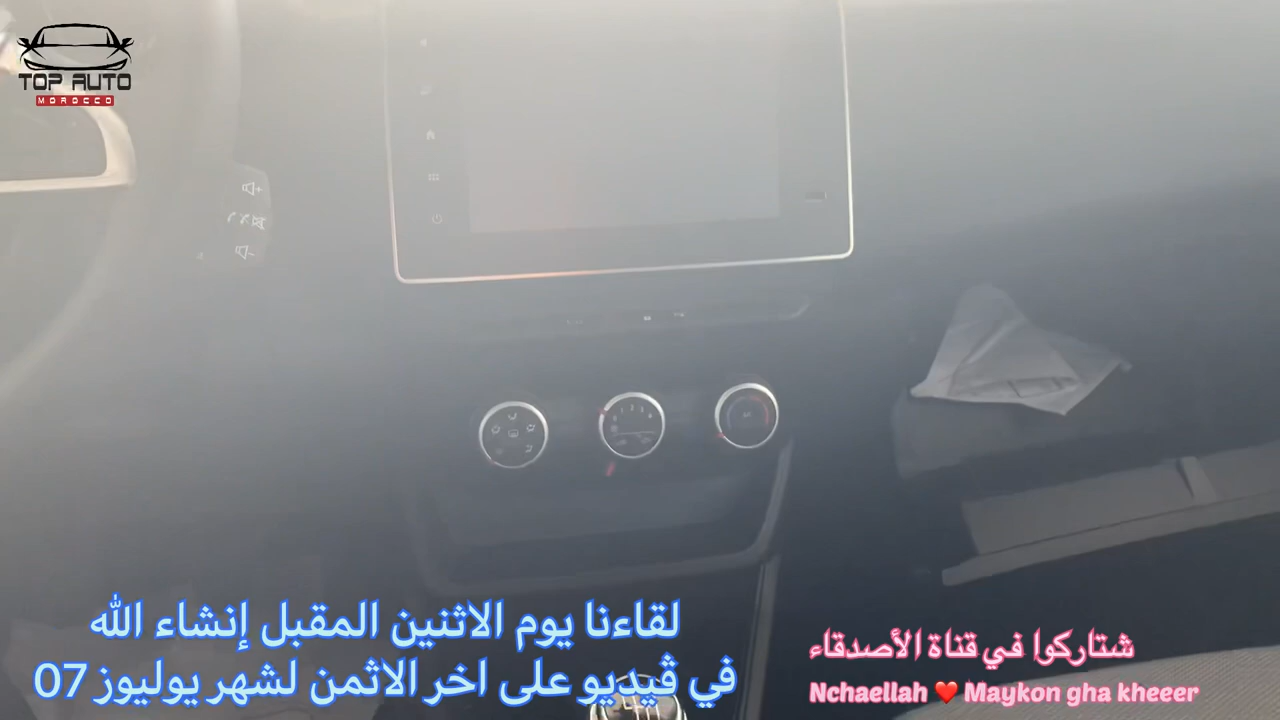 TOP AUTO
MOROCCO
لقاءنا يوم الاثنين المقبل إنشاء الله
في ڤيديو على اخر الاثمن لشهر يوليوز 07
شتاركوا في قناة الأصدقاء
Nchaellah ❤️ Maykon gha kheeer